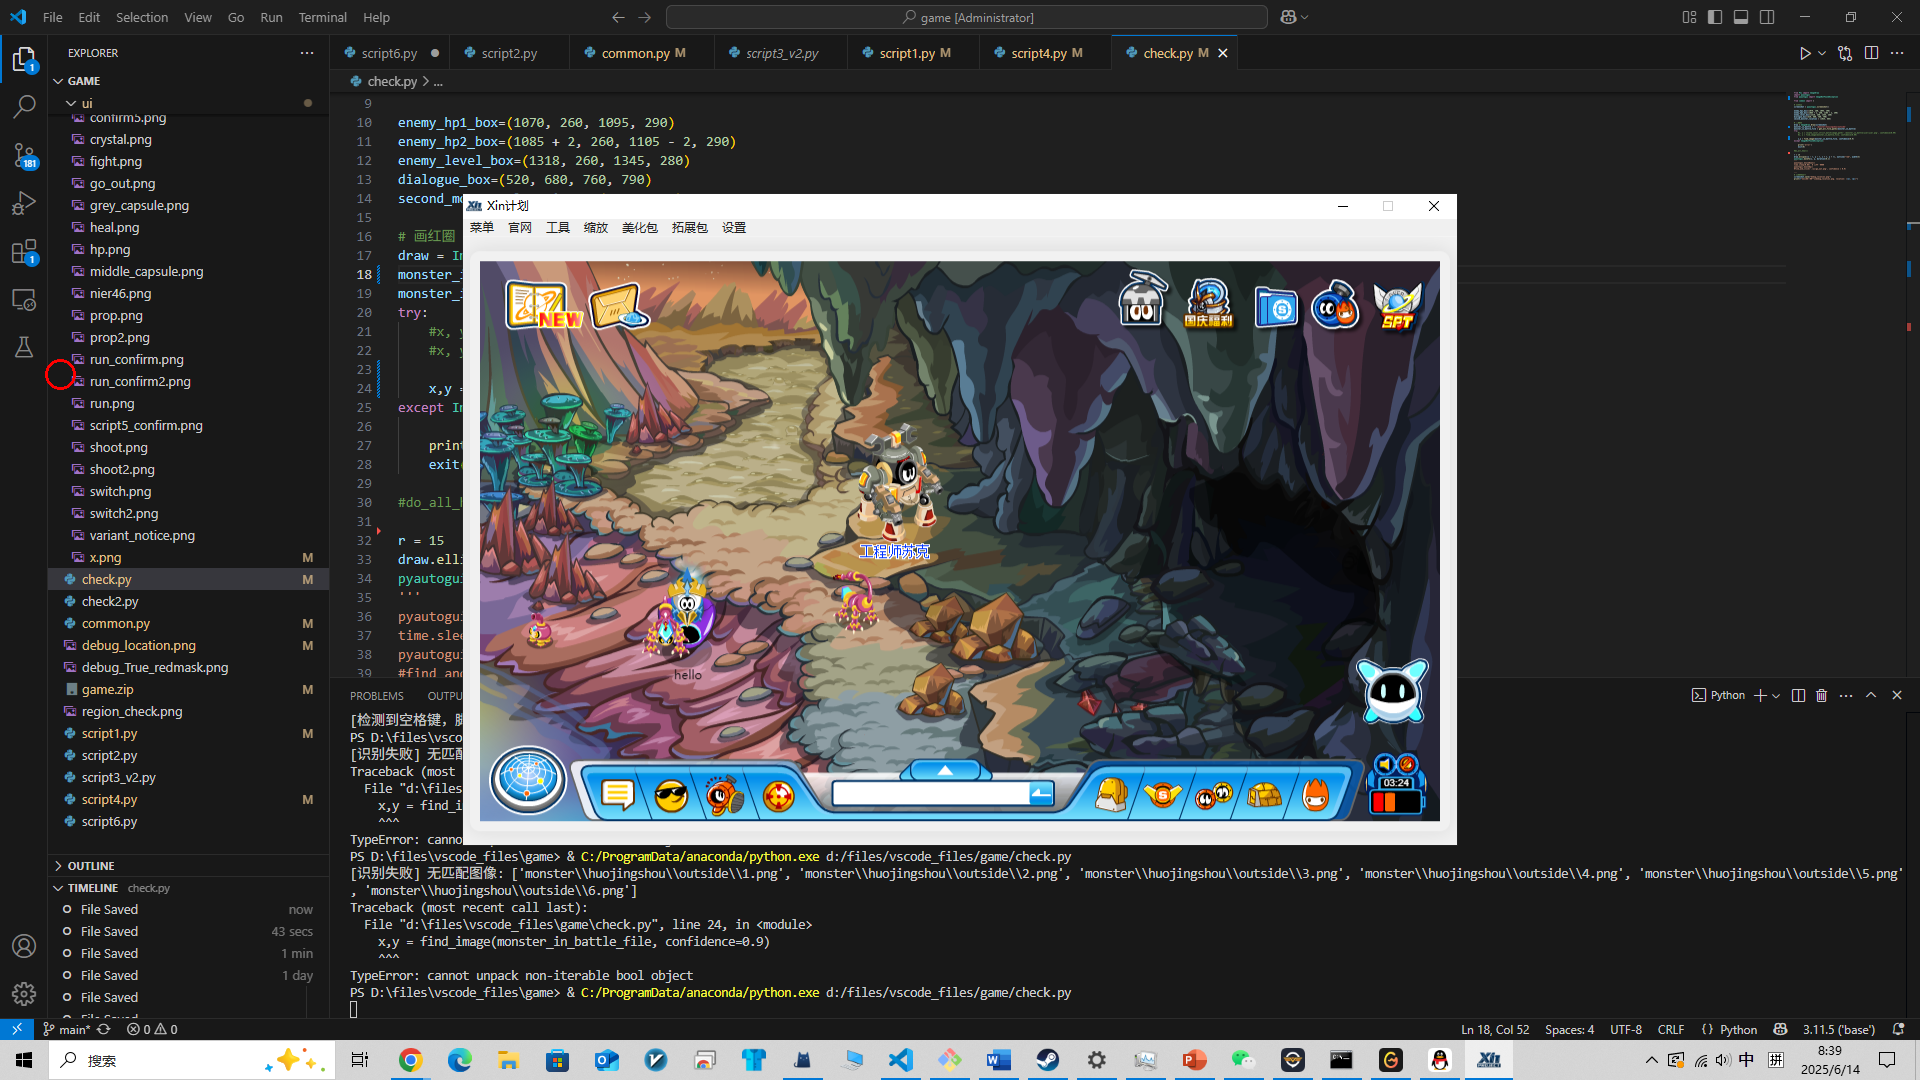 File Edit Selection View Go Run Terminal Help
game [Administrator]
EXPLORER
GAME
ui
confirm5.png
crystal.png
fight.png
go_out.png
grey_capsule.png
heal.png
hp.png
middle_capsule.png
nier46.png
prop.png
prop2.png
run_confirm.png
run_confirm2.png
run.png
script5_confirm.png
shoot.png
shoot2.png
switch.png
switch2.png
variant_notice.png
x.png M
check.py M
check2.py
common.py M
debug_location.png M
debug_True_redmask.png
game.zip M
region_check.png
script1.py M
script2.py
script3_v2.py
script4.py M
script6.py
OUTLINE
TIMELINE check.py
File Saved now
File Saved 43 secs
File Saved 1 min
File Saved 1 day
File Saved
1
181
1
script6.py script2.py common.py M script3_v2.py script1.py M script4.py M check.py M
check.py > ...
9
10 enemy_hp1_box=(1070, 260, 1095, 290)
11 enemy_hp2_box=(1085 + 2, 260, 1105 - 2, 290)
12 enemy_level_box=(1318, 260, 1345, 280)
13 dialogue_box=(520, 680, 760, 790)
14 second_mo
15
16 # 画红圈
17 draw = I
18 monster_i
19 monster_i
20 try:
21 #x, y
22 #x, y
23
24 x,y =
25 except I
26
27 print
28 exit(
29
30 #do_all_h
31
32 r = 15
33 draw.elli
34 pyautogui
35 '''
36 pyautogui
37 time.slee
38 pyautogui
39 #find_and
Xin计划
菜单 官网 工具 缩放 美化包 拓展包 设置
NEW
国庆福利
SPT
工程师苏克
hello
03:24
PROBLEMS OUTPU
Python
[检测到空格键，
PS D:\files\vsco
[识别失败] 无匹配
Traceback (most
File "d:\files
x,y = find_i
^^^
TypeError: canno
PS D:\files\vscode_files\game> & C:/ProgramData/anaconda/python.exe d:/files/vscode_files/game/check.py
[识别失败] 无匹配图像: ['monster\\huojingshou\\outside\\1.png', 'monster\\huojingshou\\outside\\2.png', 'monster\\huojingshou\\outside\\3.png', 'monster\\huojingshou\\outside\\4.png', 'monster\\huojingshou\\outside\\5.png'
, 'monster\\huojingshou\\outside\\6.png']
Traceback (most recent call last):
File "d:\files\vscode_files\game\check.py", line 24, in <module>
x,y = find_image(monster_in_battle_file, confidence=0.9)
^^^
TypeError: cannot unpack non-iterable bool object
PS D:\files\vscode_files\game> & C:/ProgramData/anaconda/python.exe d:/files/vscode_files/game/check.py
main* 0 0
Ln 18, Col 52 Spaces: 4 UTF-8 CRLF { } Python 3.11.5 ('base')
搜索
中 拼
8:39
2025/6/14